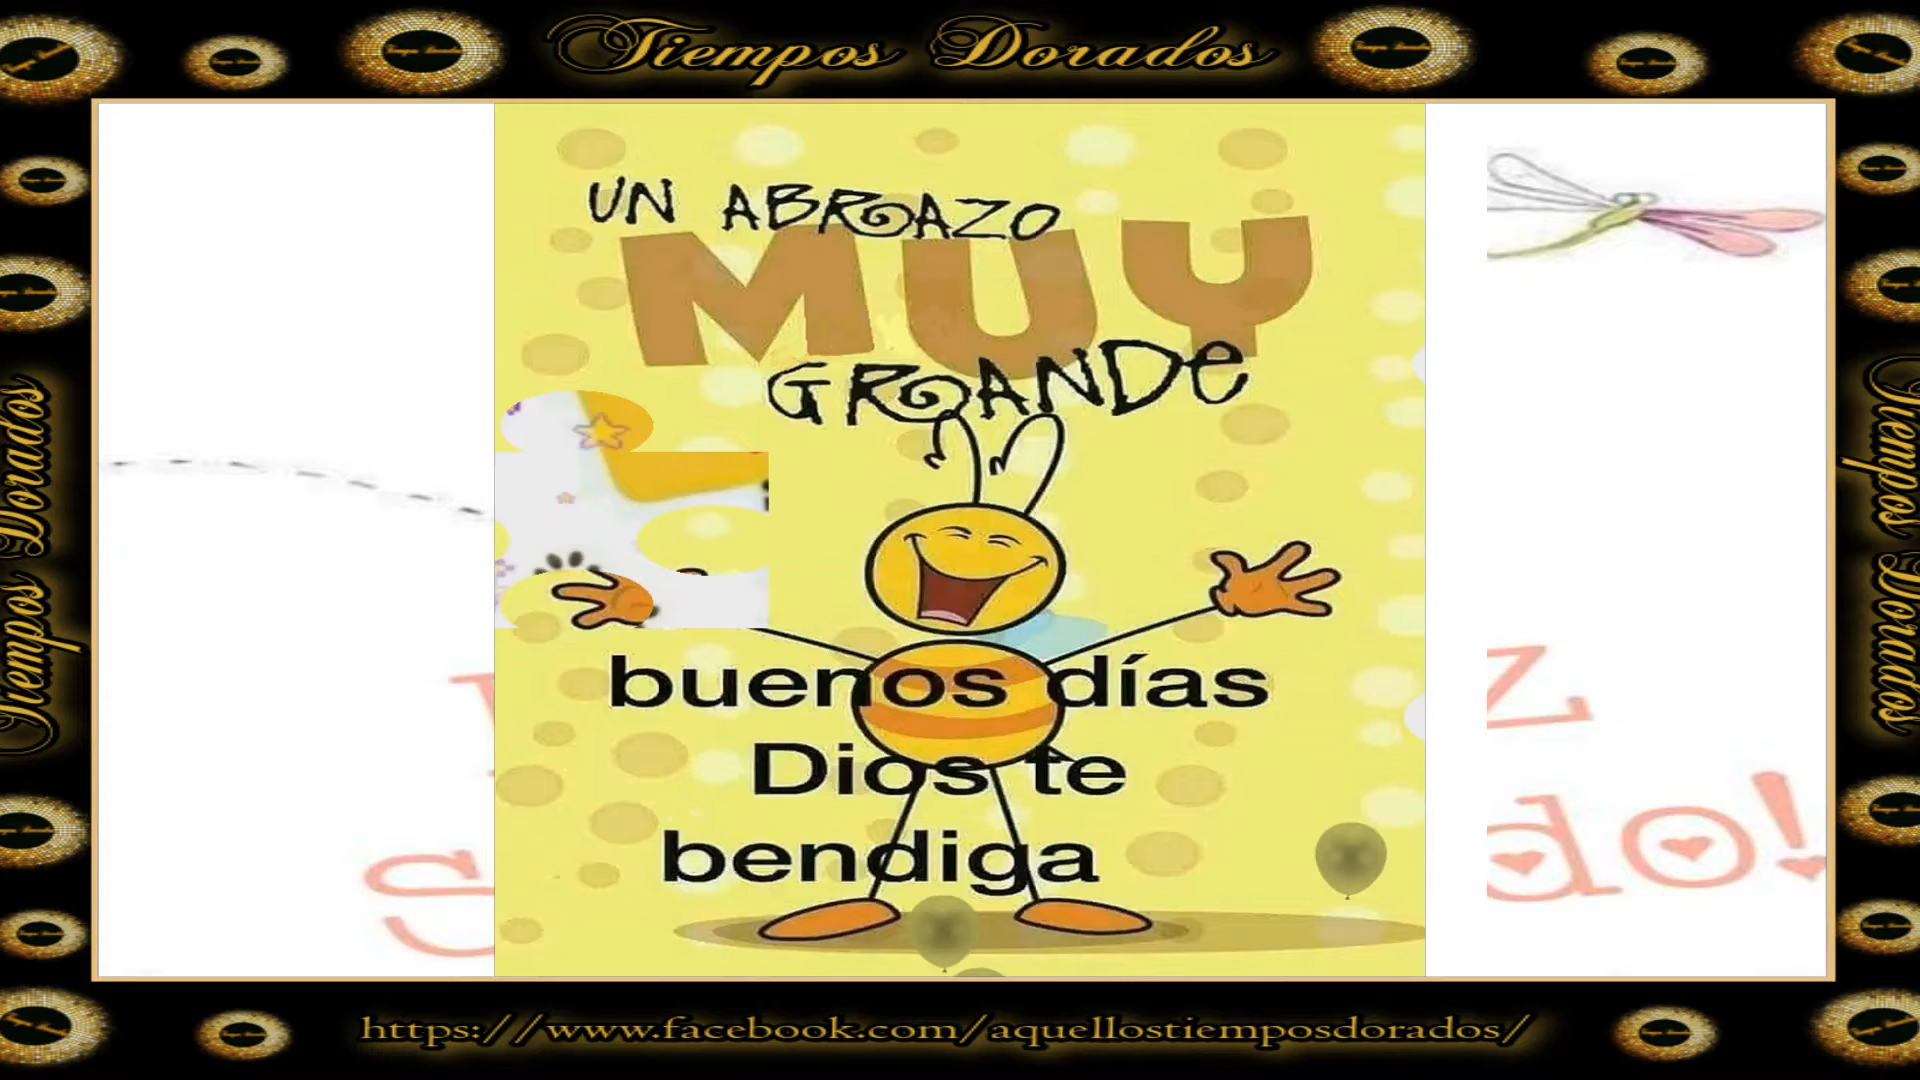 Tiempos Dorados
UN ABRAZO
MUY
GRANDE
buenos días
Dios te
bendiga
z
S
do!
Tiempos Dorados
Tiempos Dorados
https://www.facebook.com/aquellostiemposdorados/